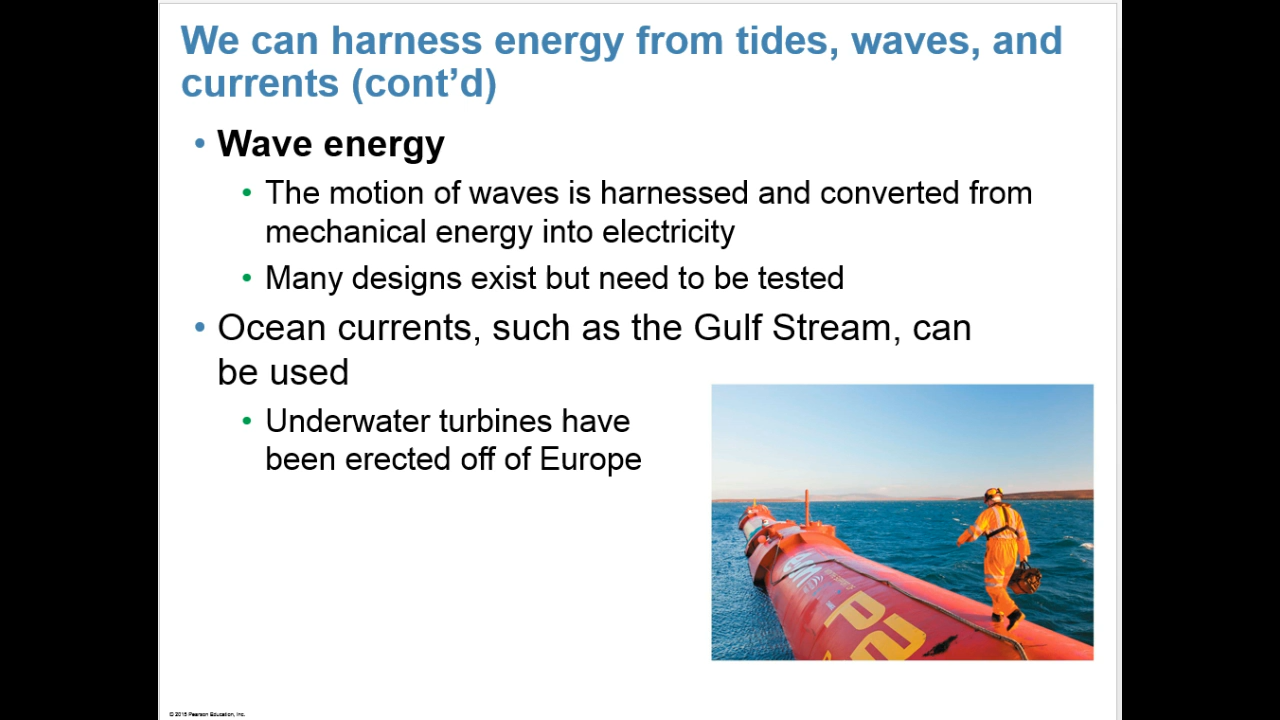 We can harness energy from tides, waves, and
currents (cont’d)
• Wave energy
• The motion of waves is harnessed and converted from
mechanical energy into electricity
• Many designs exist but need to be tested
• Ocean currents, such as the Gulf Stream, can
be used
• Underwater turbines have
been erected off of Europe
P2
© 2015 Pearson Education, Inc.